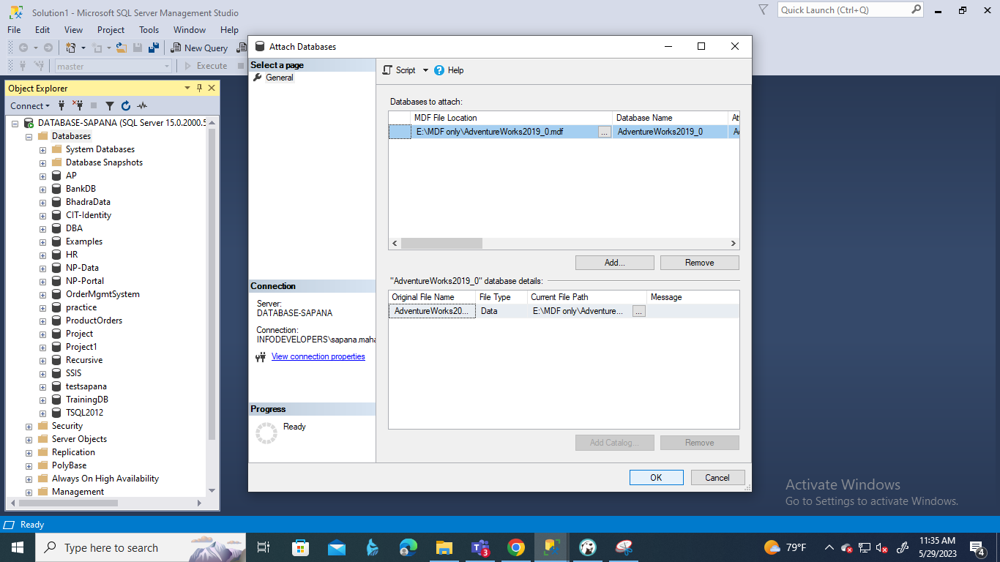 Solution1 - Microsoft SQL Server Management Studio
Quick Launch (Ctrl+Q)
File Edit View Project Tools Window Help
New Query
master
Execute
Object Explorer
Connect
DATABASE-SAPANA (SQL Server 15.0.2000.5
Databases
System Databases
Database Snapshots
AP
BankDB
BhadraData
CIT-Identity
DBA
Examples
HR
NP-Data
NP-Portal
OrderMgmtSystem
practice
ProductOrders
Project
Project1
Recursive
SSIS
testsapana
TrainingDB
TSQL2012
Security
Server Objects
Replication
PolyBase
Always On High Availability
Management
Attach Databases
Select a page
General
Connection
Server:
DATABASE-SAPANA
Connection:
INFODEVELOPERS\sapana.maha
View connection properties
Progress
Ready
Script Help
Databases to attach:
MDF File Location Database Name At
E:\MDF only\AdventureWorks2019_0.mdf ... AdventureWorks2019_0 A
Add... Remove
"AdventureWorks2019_0" database details:
Original File Name File Type Current File Path Message
AdventureWorks20... Data E:\MDF only\Adventure... ...
Add Catalog... Remove
OK Cancel
Activate Windows
Go to Settings to activate Windows.
Ready
Type here to search
3
79°F
11:35 AM
5/29/2023
4